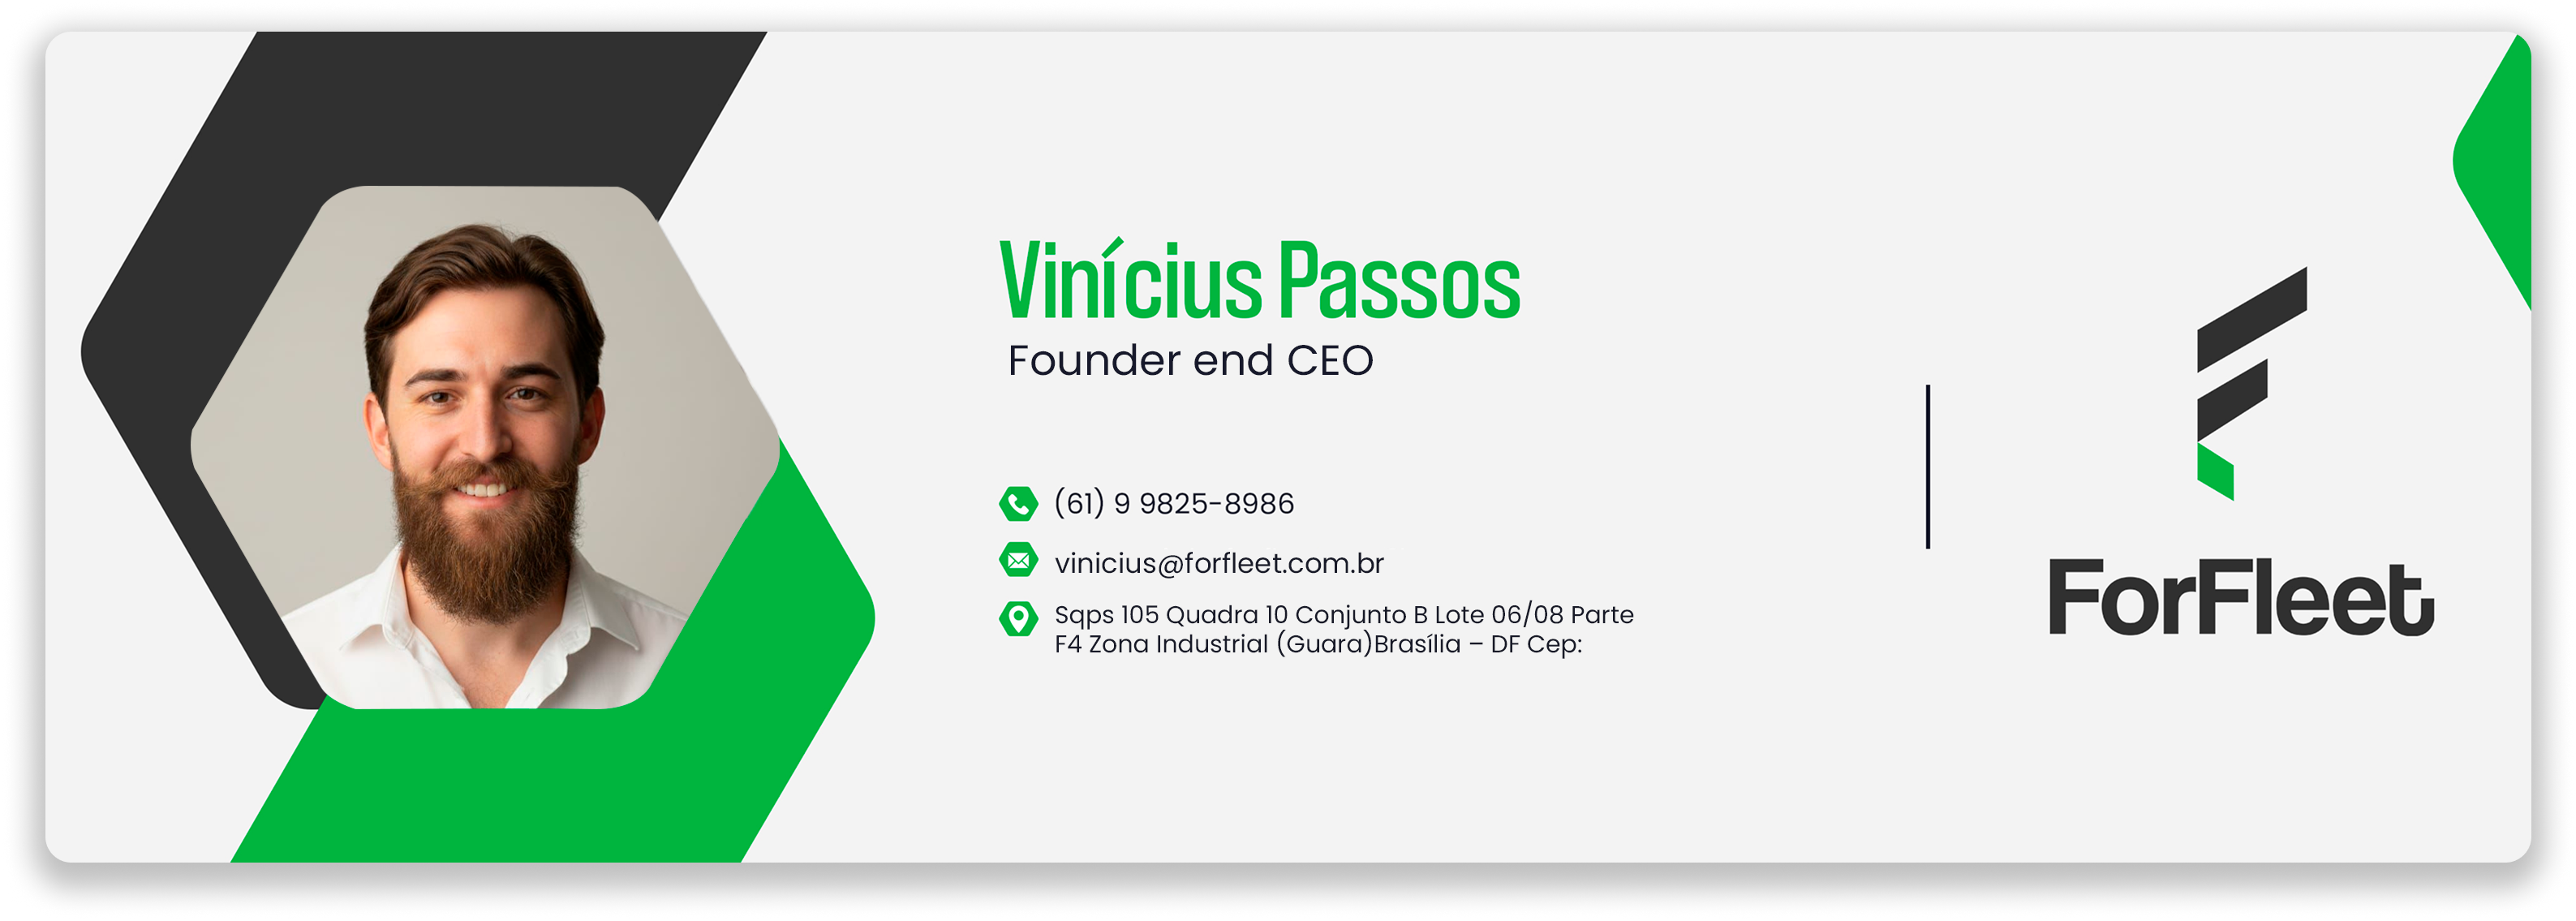 Vinícius Passos
Founder end CEO
(61) 9 9825-8986
vinicius@forfleet.com.br
Sqps 105 Quadra 10 Conjunto B Lote 06/08 Parte
F4 Zona Industrial (Guara)Brasília – DF Cep:
ForFleet